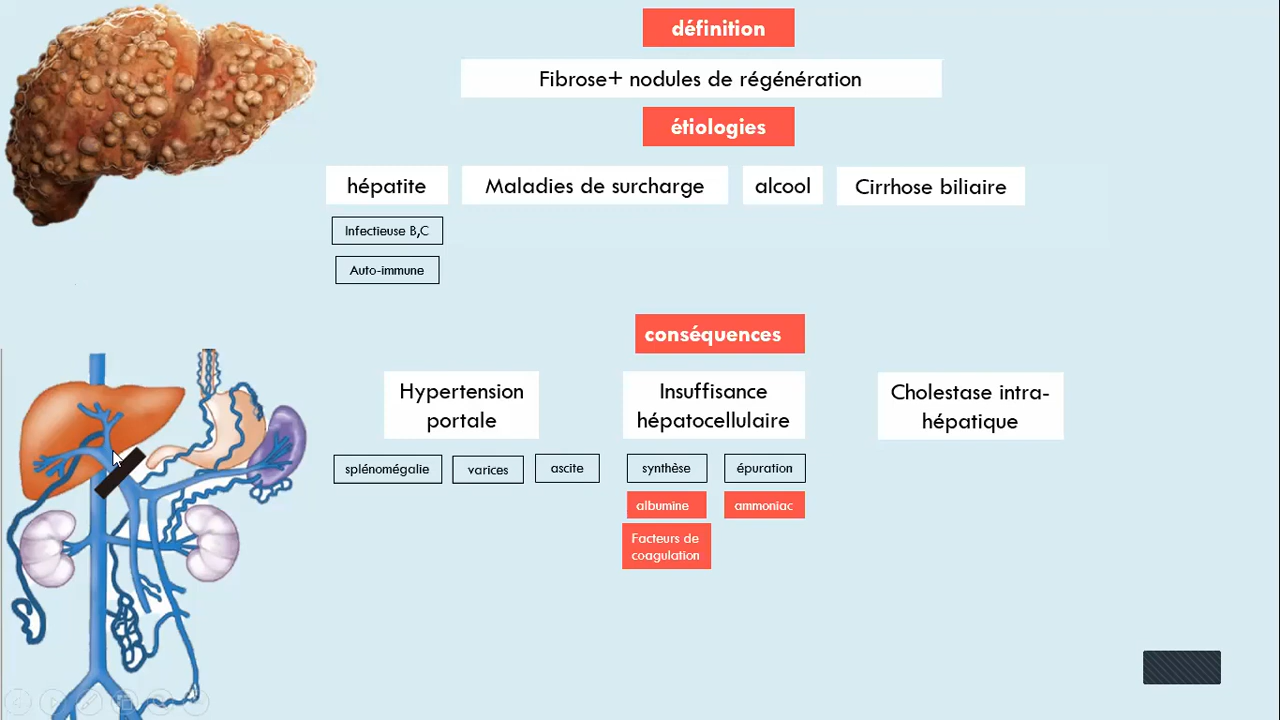 définition
Fibrose+ nodules de régénération
étiologies
hépatite
Maladies de surcharge
alcool
Cirrhose biliaire
Infectieuse B,C
Auto-immune
conséquences
Hypertension
portale
Insuffisance
hépatocellulaire
Cholestase intra-
hépatique
splénomégalie
varices
ascite
synthèse
épuration
albumine
ammoniac
Facteurs de
coagulation